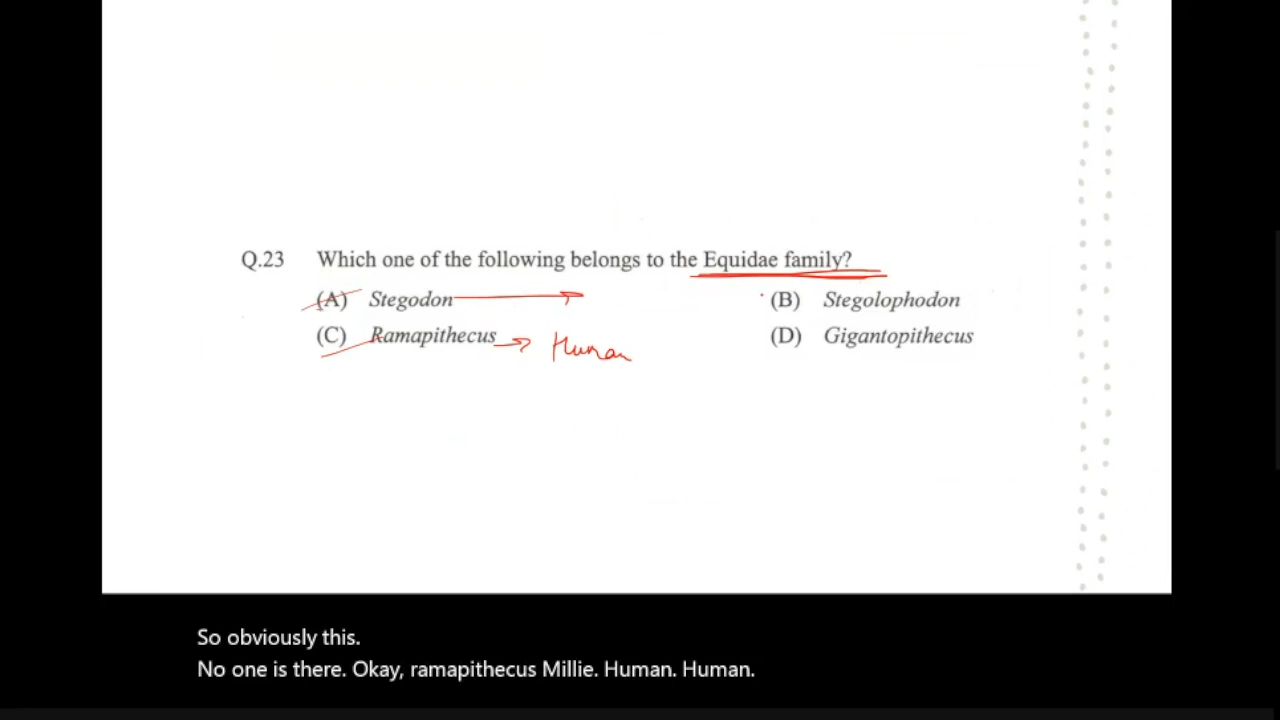 Q.23 Which one of the following belongs to the Equidae family?
(A) Stegodon (B) Stegolophodon
(C) Ramapithecus → Human (D) Gigantopithecus
So obviously this.
No one is there. Okay, ramapithecus Millie. Human. Human.